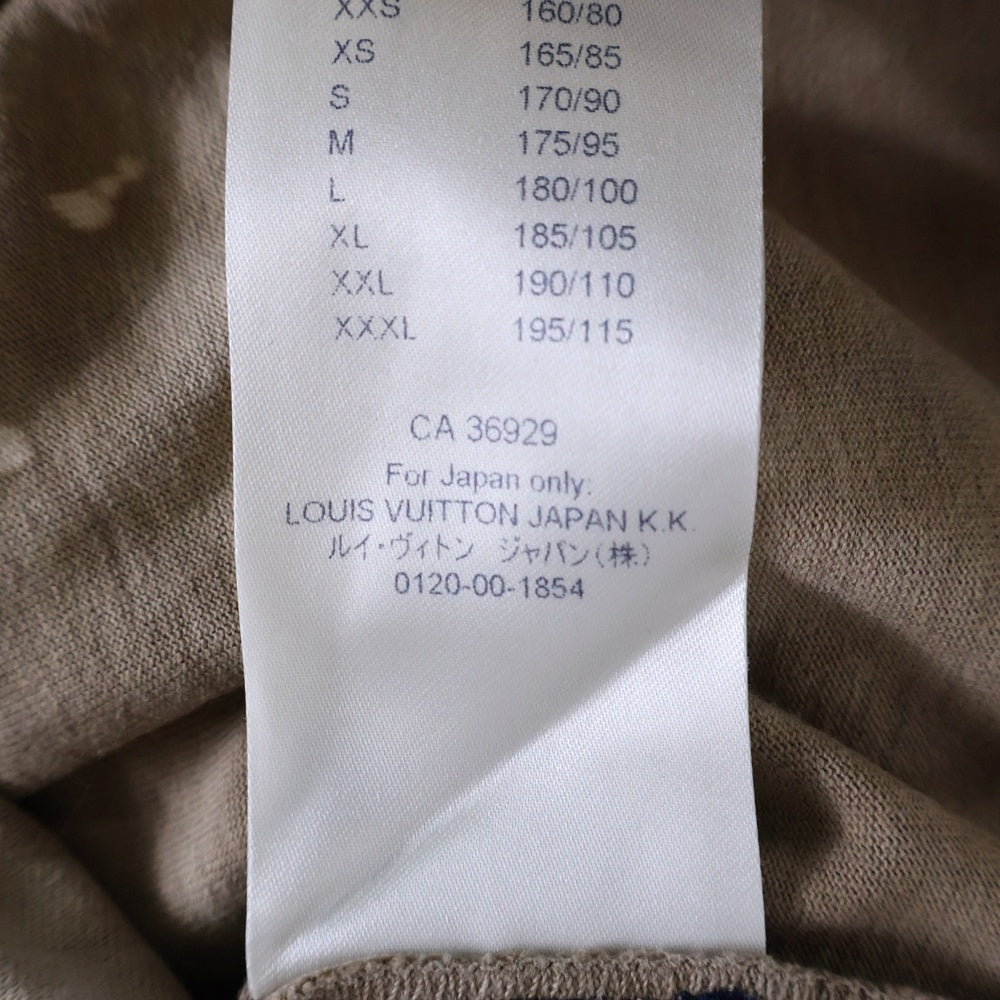 XXS 160/80
XS 165/85
S 170/90
M 175/95
L 180/100
XL 185/105
XXL 190/110
XXXL 195/115
CA 36929
For Japan only:
LOUIS VUITTON JAPAN K.K.
ルイ・ヴィトン ジャパン(株)
0120-00-1854